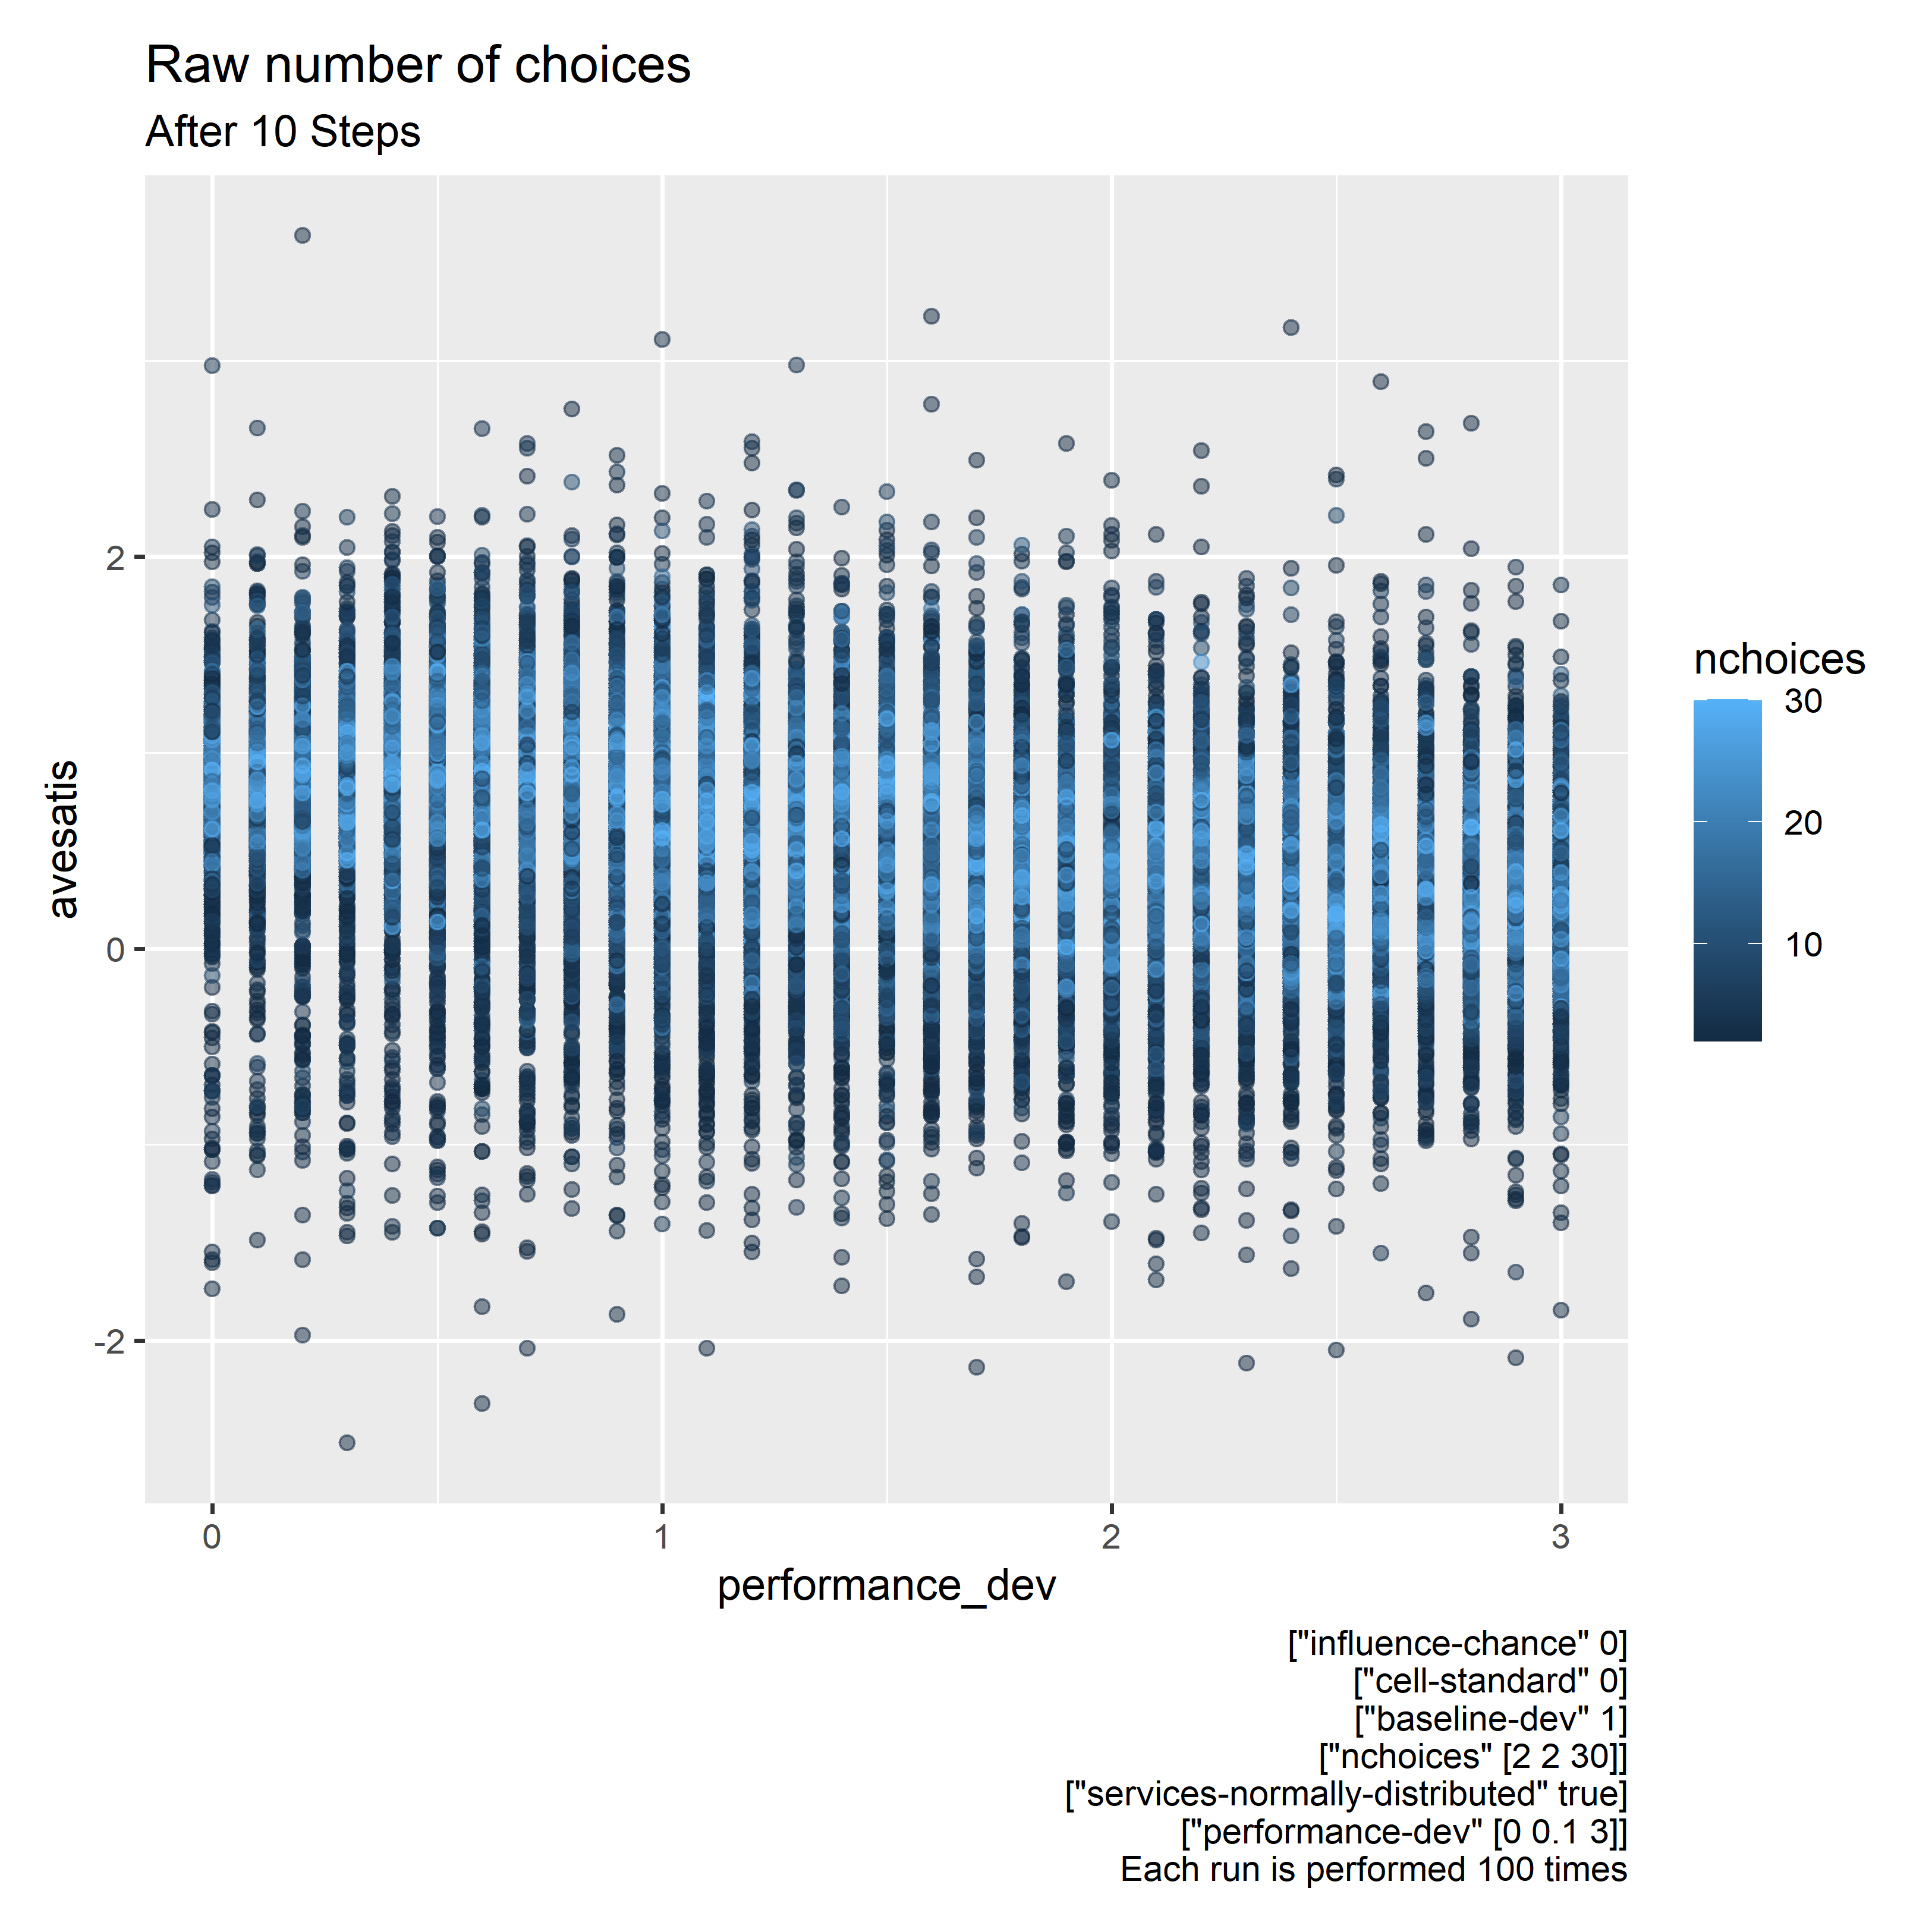 Raw number of choices
After 10 Steps
2
0
-2
avesatis
0
1
2
3
performance_dev
nchoices
30
20
10
["influence-chance" 0]
["cell-standard" 0]
["baseline-dev" 1]
["nchoices" [2 2 30]]
["services-normally-distributed" true]
["performance-dev" [0 0.1 3]]
Each run is performed 100 times